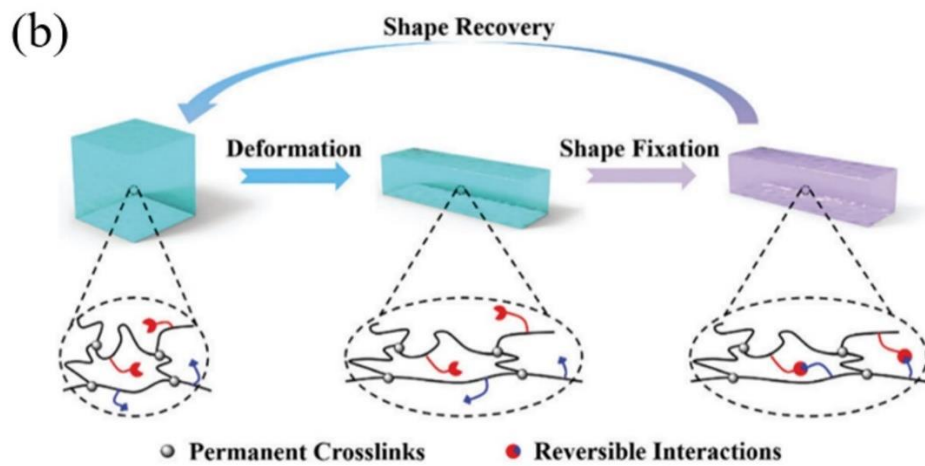 (b)
Shape Recovery
Deformation
Shape Fixation
Permanent Crosslinks
Reversible Interactions